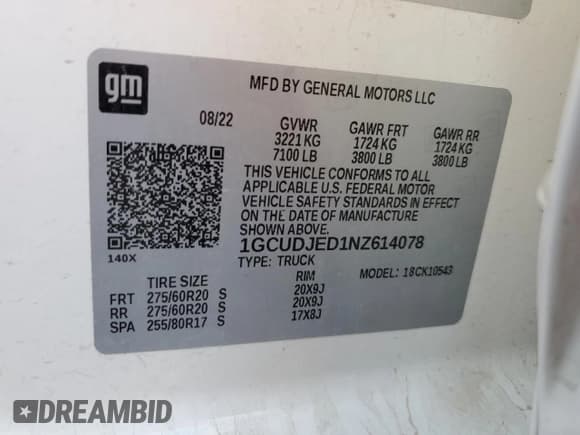 gm
MFD BY GENERAL MOTORS LLC
08/22 GVWR GAWR FRT GAWR RR
3221 KG 1724 KG 1724 KG
7100 LB 3800 LB 3800 LB
THIS VEHICLE CONFORMS TO ALL
APPLICABLE U.S. FEDERAL MOTOR
VEHICLE SAFETY STANDARDS IN EFFECT
ON THE DATE OF MANUFACTURE
SHOWN ABOVE.
140X
1GCUDJED1NZ614078
TYPE: TRUCK MODEL: 18CK10543
TIRE SIZE RIM
FRT 275/60R20 S 20X9J
RR 275/60R20 S 20X9J
SPA 255/80R17 S 17X8J
DREAMBID